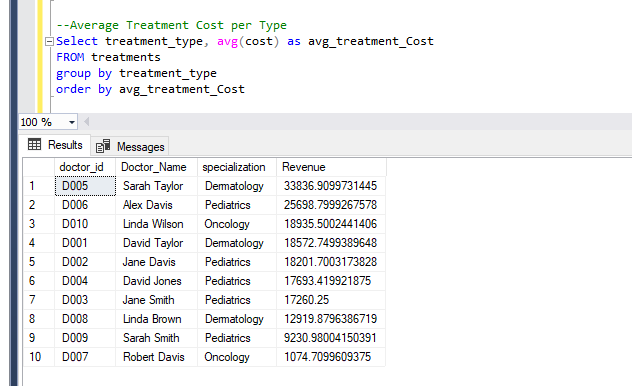 --Average Treatment Cost per Type
Select treatment_type, avg(cost) as avg_treatment_Cost
FROM treatments
group by treatment_type
order by avg_treatment_Cost
100 %
Results Messages
doctor_id Doctor_Name specialization Revenue
1 D005 Sarah Taylor Dermatology 33836.9099731445
2 D006 Alex Davis Pediatrics 25698.7999267578
3 D010 Linda Wilson Oncology 18935.5002441406
4 D001 David Taylor Dermatology 18572.7499389648
5 D002 Jane Davis Pediatrics 18201.7003173828
6 D004 David Jones Pediatrics 17693.419921875
7 D003 Jane Smith Pediatrics 17260.25
8 D008 Linda Brown Dermatology 12919.8796386719
9 D009 Sarah Smith Pediatrics 9230.98004150391
10 D007 Robert Davis Oncology 1074.7099609375